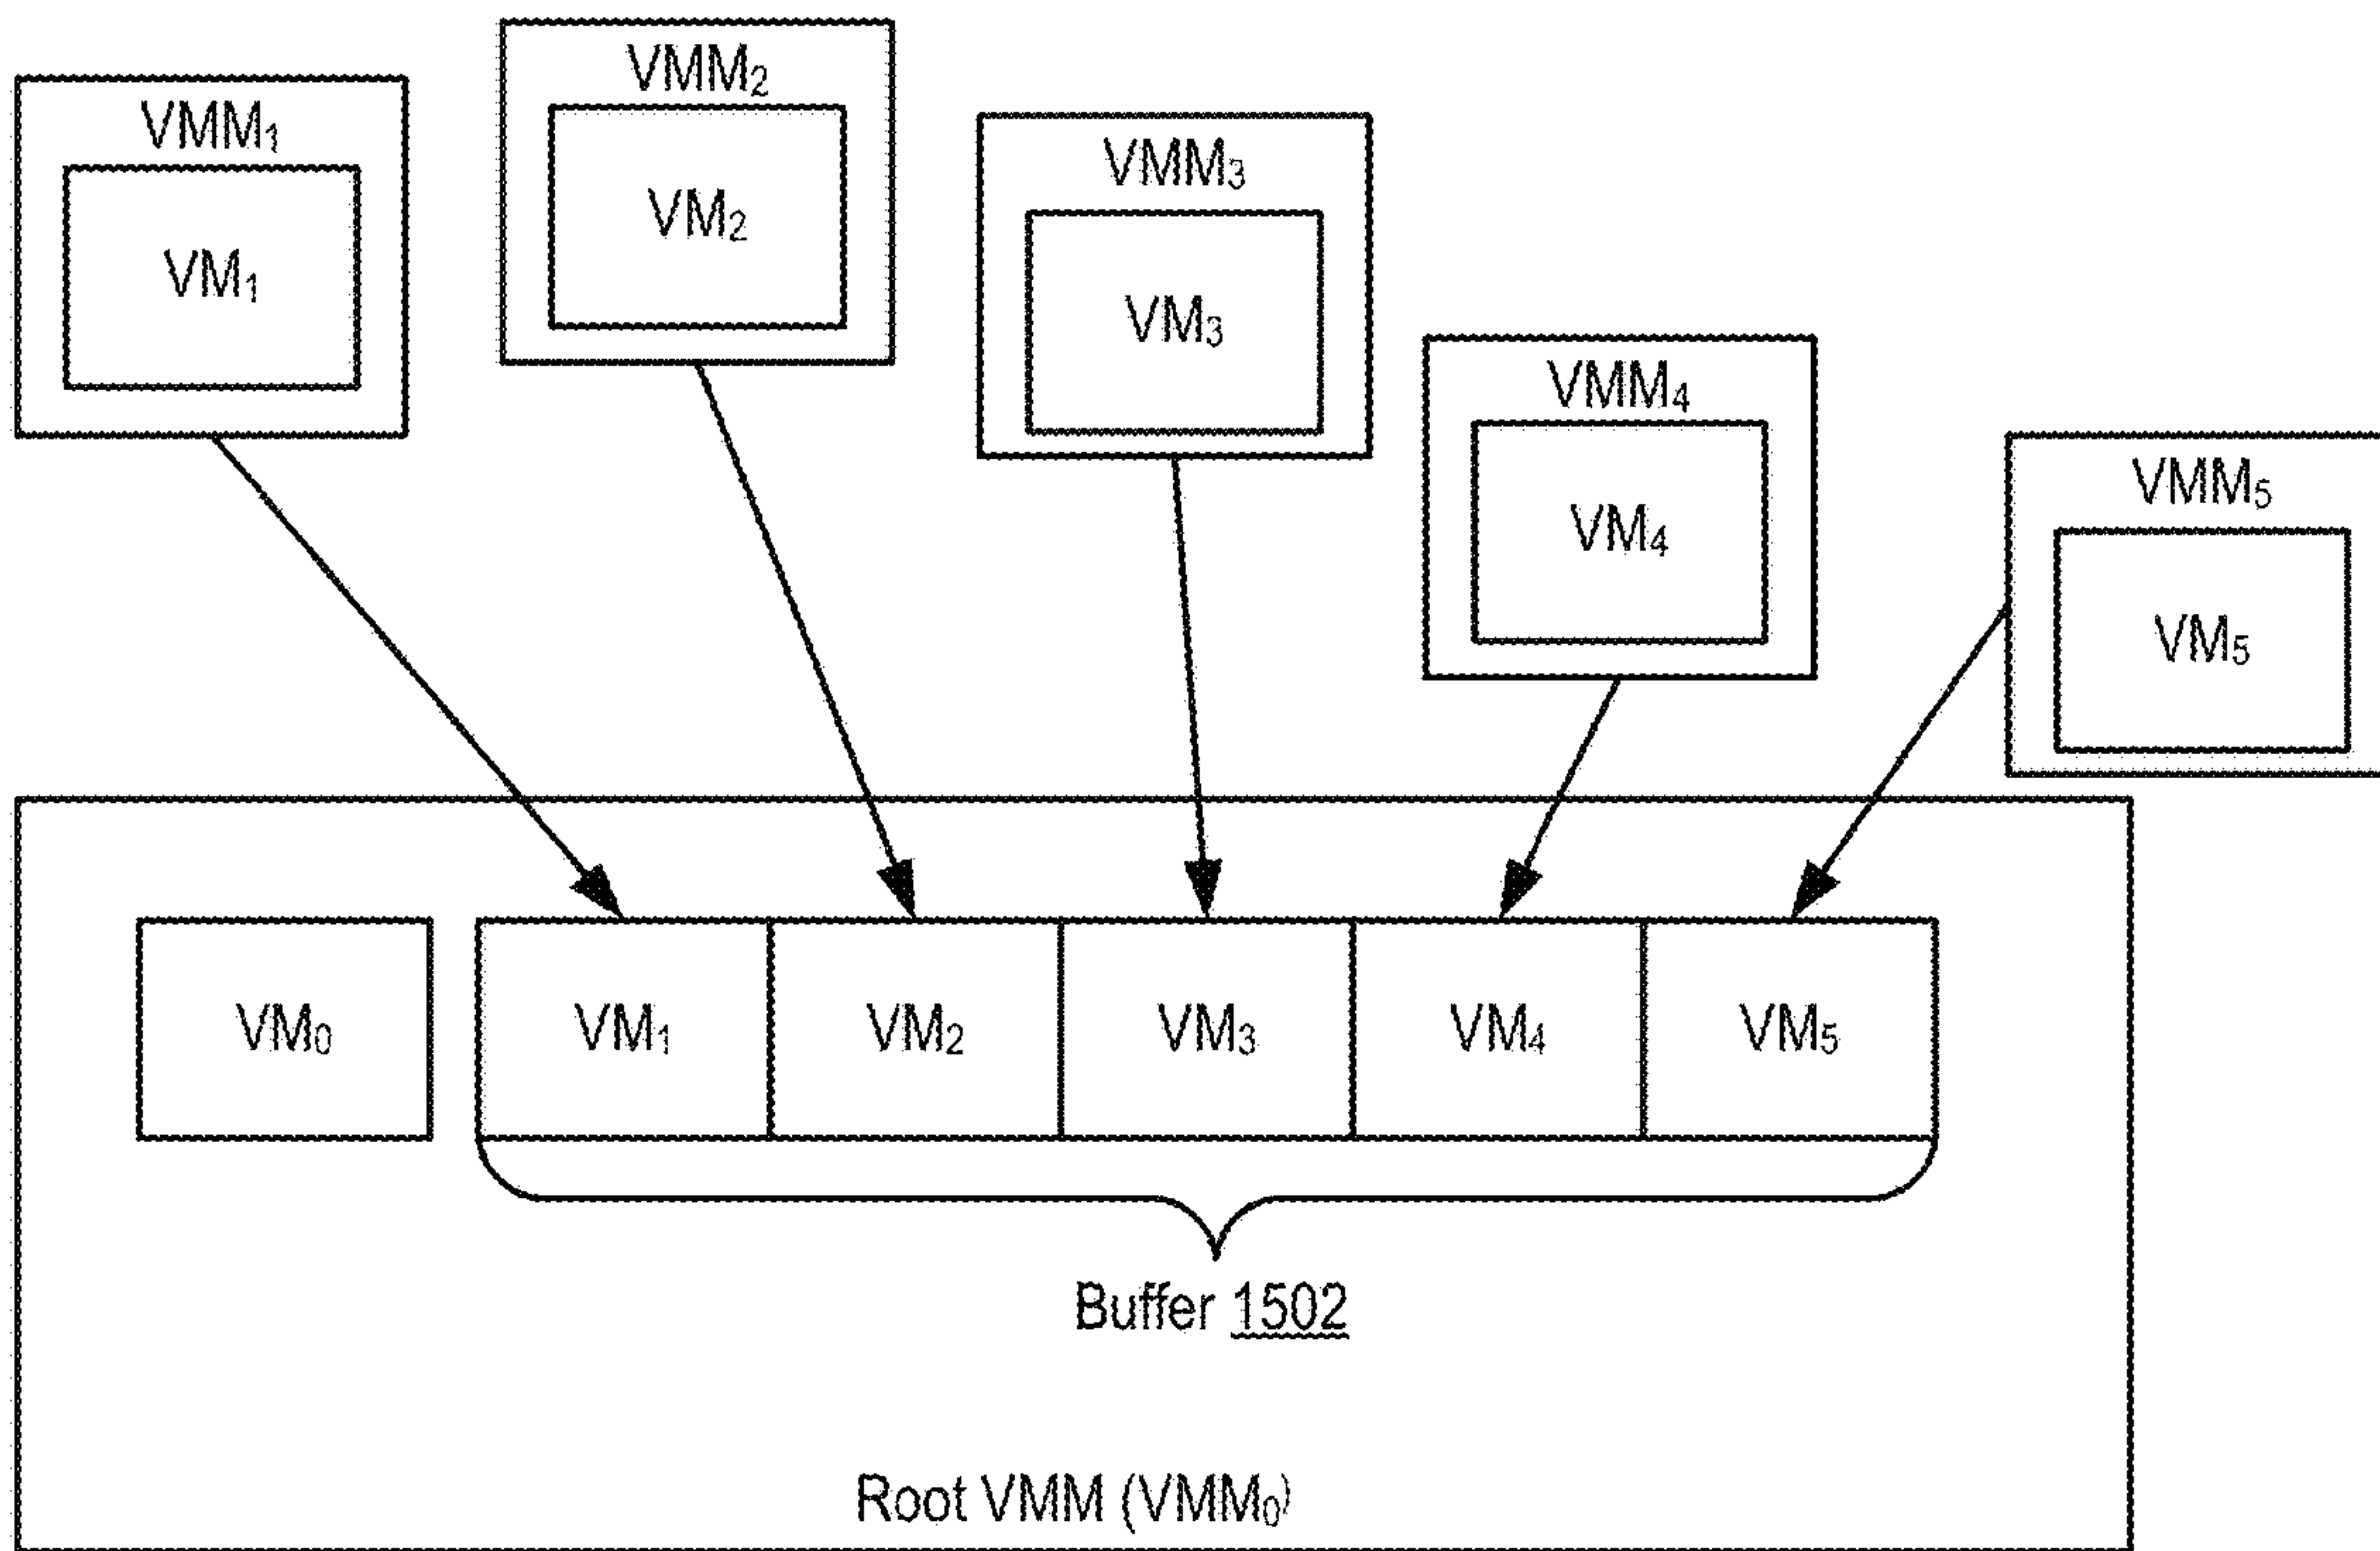 VMM₁
VM₁
VMM₂
VM₂
VMM₃
VM₃
VMM₄
VM₄
VMM₅
VM₅
VM₀
VM₁
VM₂
VM₃
VM₄
VM₅
Buffer 1502
Root VMM (VMM₀)